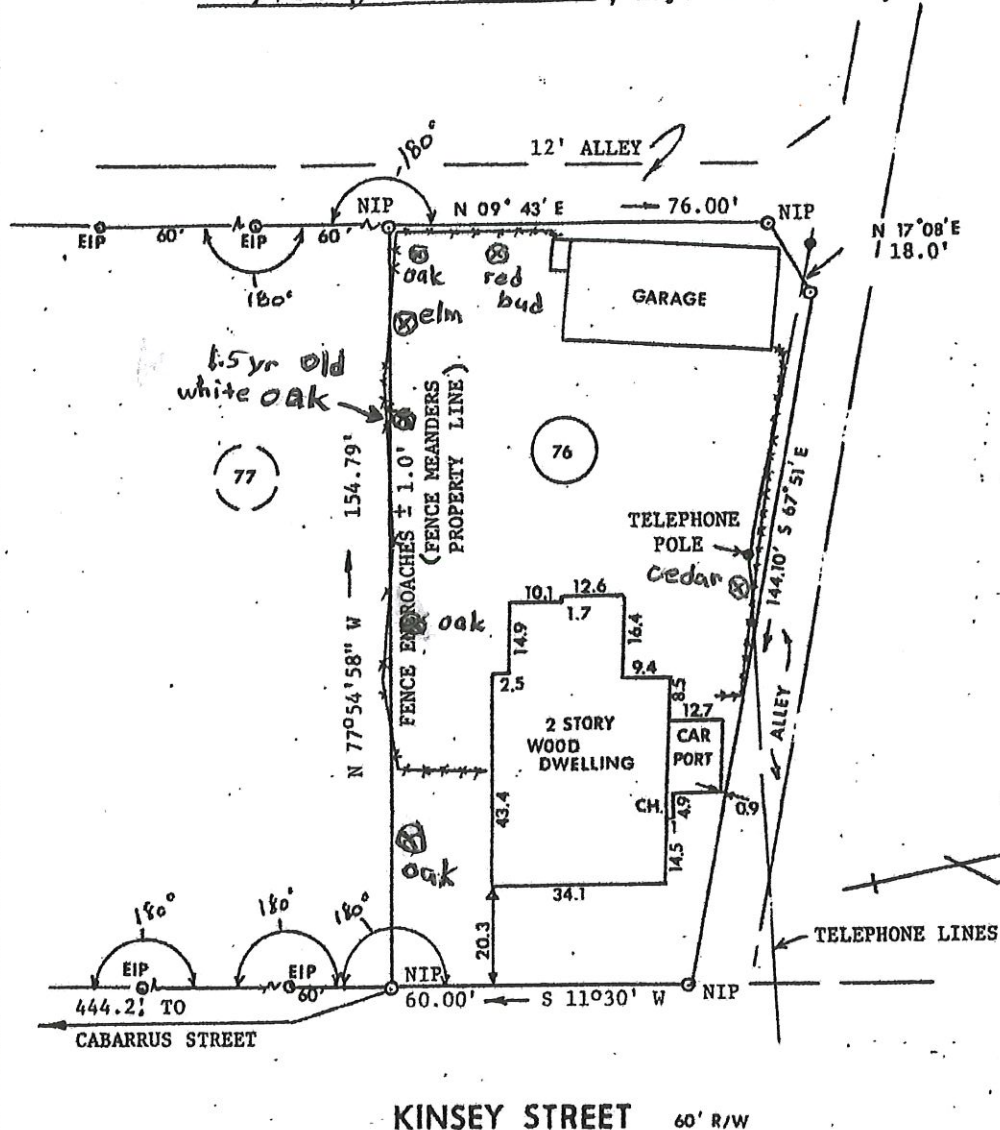 180°
12' ALLEY
NIP
N 09° 43' E
76.00'
NIP
EIP
60'
EIP
60'
180°
N 17°08'E
18.0'
oak
red
bud
GARAGE
elm
1.5 yr old
white oak
77
76
N 77°54'58" W
154.79'
FENCE ENCROACHES ± 1.0'
(FENCE MEANDERS
PROPERTY LINE)
TELEPHONE
POLE
cedar
144.10' S 67°51'E
ALLEY
oak
10.1
12.6
1.7
14.9
16.4
2.5
9.4
8.5
12.7
2 STORY
WOOD
DWELLING
CAR
PORT
43.4
CH.
4.9
0.9
14.5
oak
34.1
20.3
TELEPHONE LINES
180°
180°
180°
EIP
EIP
60'
NIP
60.00'
S 11°30' W
NIP
444.2' TO
CABARRUS STREET
KINSEY STREET 60' R/W